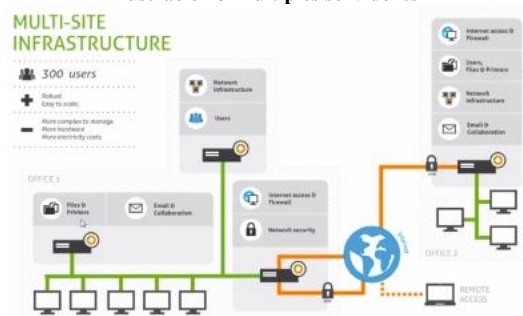 MULTI-SITE
INFRASTRUCTURE
300 users
Robust.
Easy to scale.
More complex to manage.
More hardware
More electricity costs.
Network
Infrastructure
Users
OFFICE 1
Files &
Printers
Email &
Collaboration
Internet access &
Firewall
Network security
Internet
Internet access &
Firewall
Users,
Files & Printers
Network
Infrastructure
Email &
Collaboration
OFFICE 2
REMOTE
ACCESS